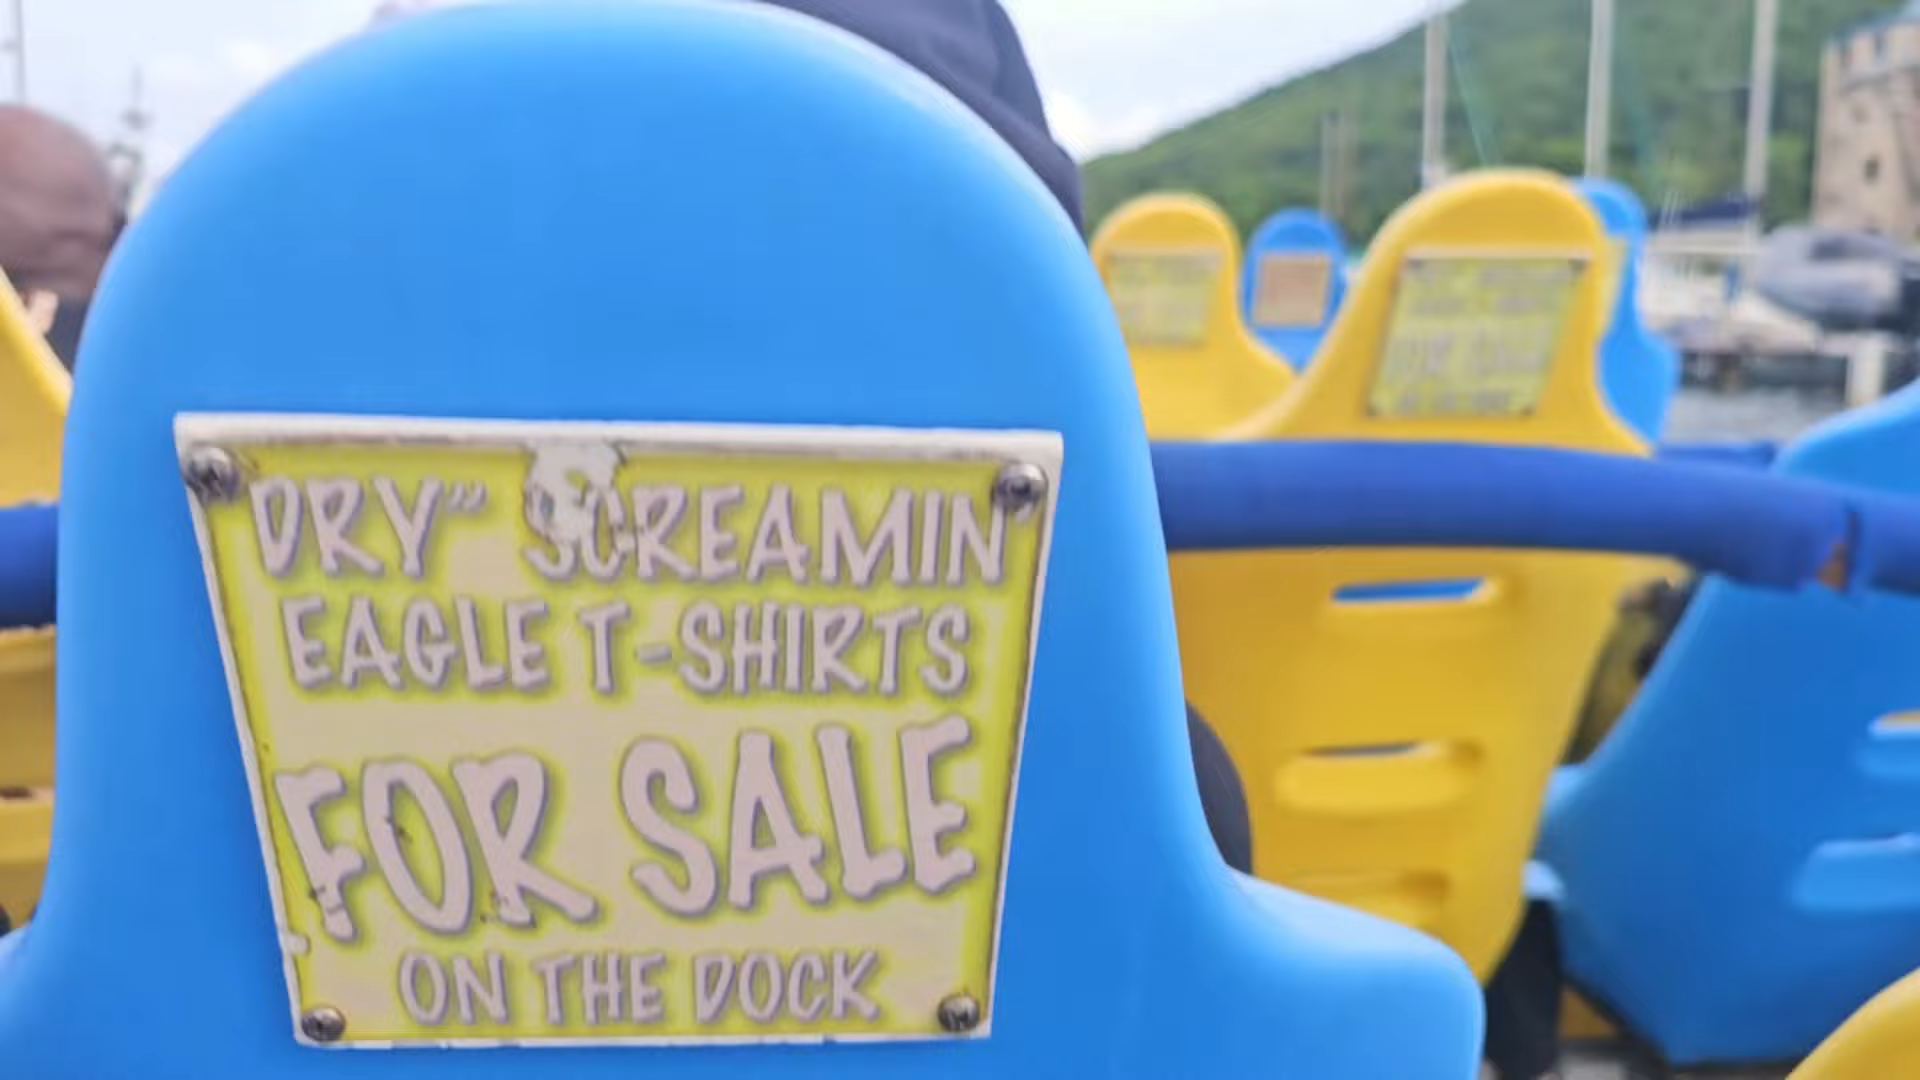 DRY” SCREAMIN’
EAGLE T-SHIRTS
FOR SALE
ON THE DOCK